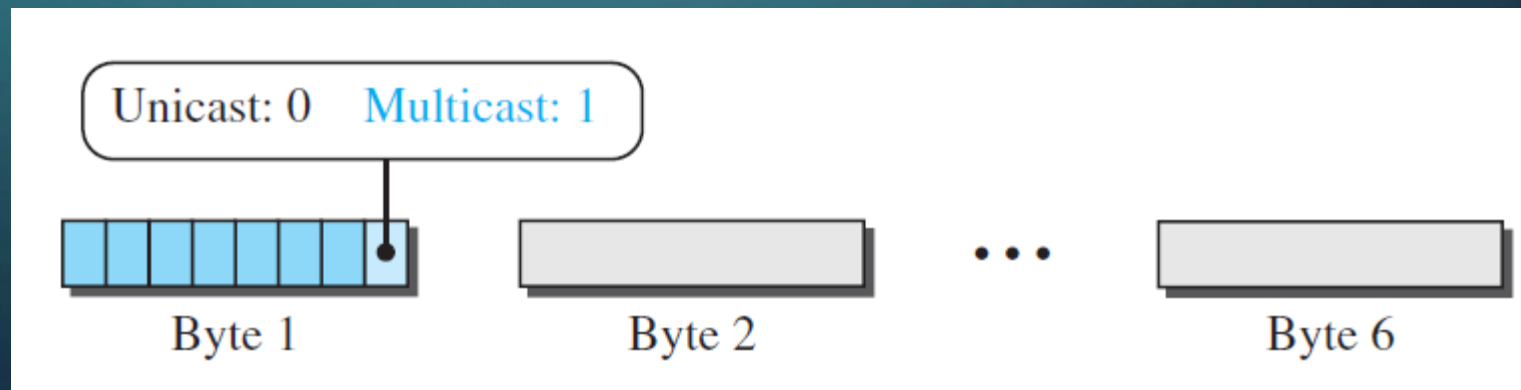 Unicast: 0 Multicast: 1
Byte 1 Byte 2 Byte 6